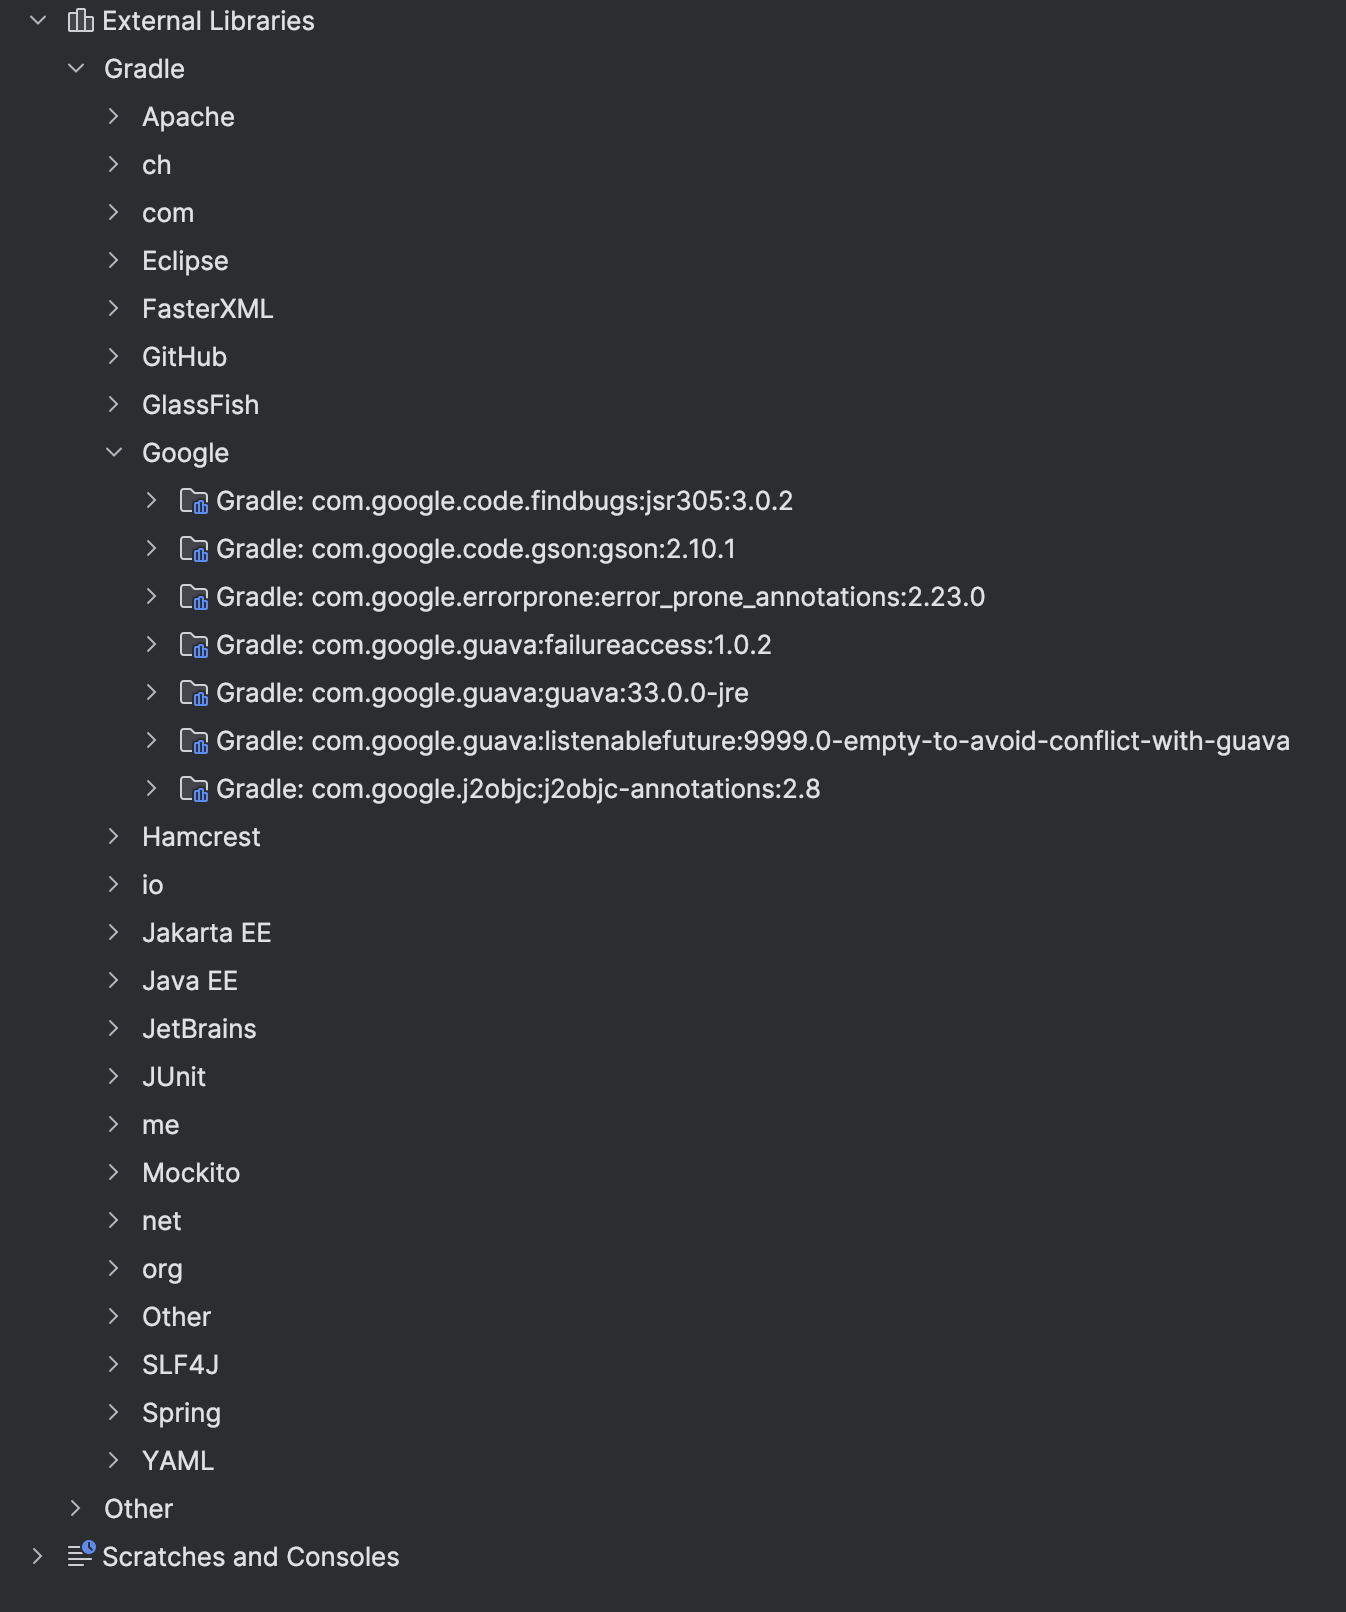 External Libraries
Gradle
Apache
ch
com
Eclipse
FasterXML
GitHub
GlassFish
Google
Gradle: com.google.code.findbugs:jsr305:3.0.2
Gradle: com.google.code.gson:gson:2.10.1
Gradle: com.google.errorprone:error_prone_annotations:2.23.0
Gradle: com.google.guava:failureaccess:1.0.2
Gradle: com.google.guava:guava:33.0.0-jre
Gradle: com.google.guava:listenablefuture:9999.0-empty-to-avoid-conflict-with-guava
Gradle: com.google.j2objc:j2objc-annotations:2.8
Hamcrest
io
Jakarta EE
Java EE
JetBrains
JUnit
me
Mockito
net
org
Other
SLF4J
Spring
YAML
Other
Scratches and Consoles